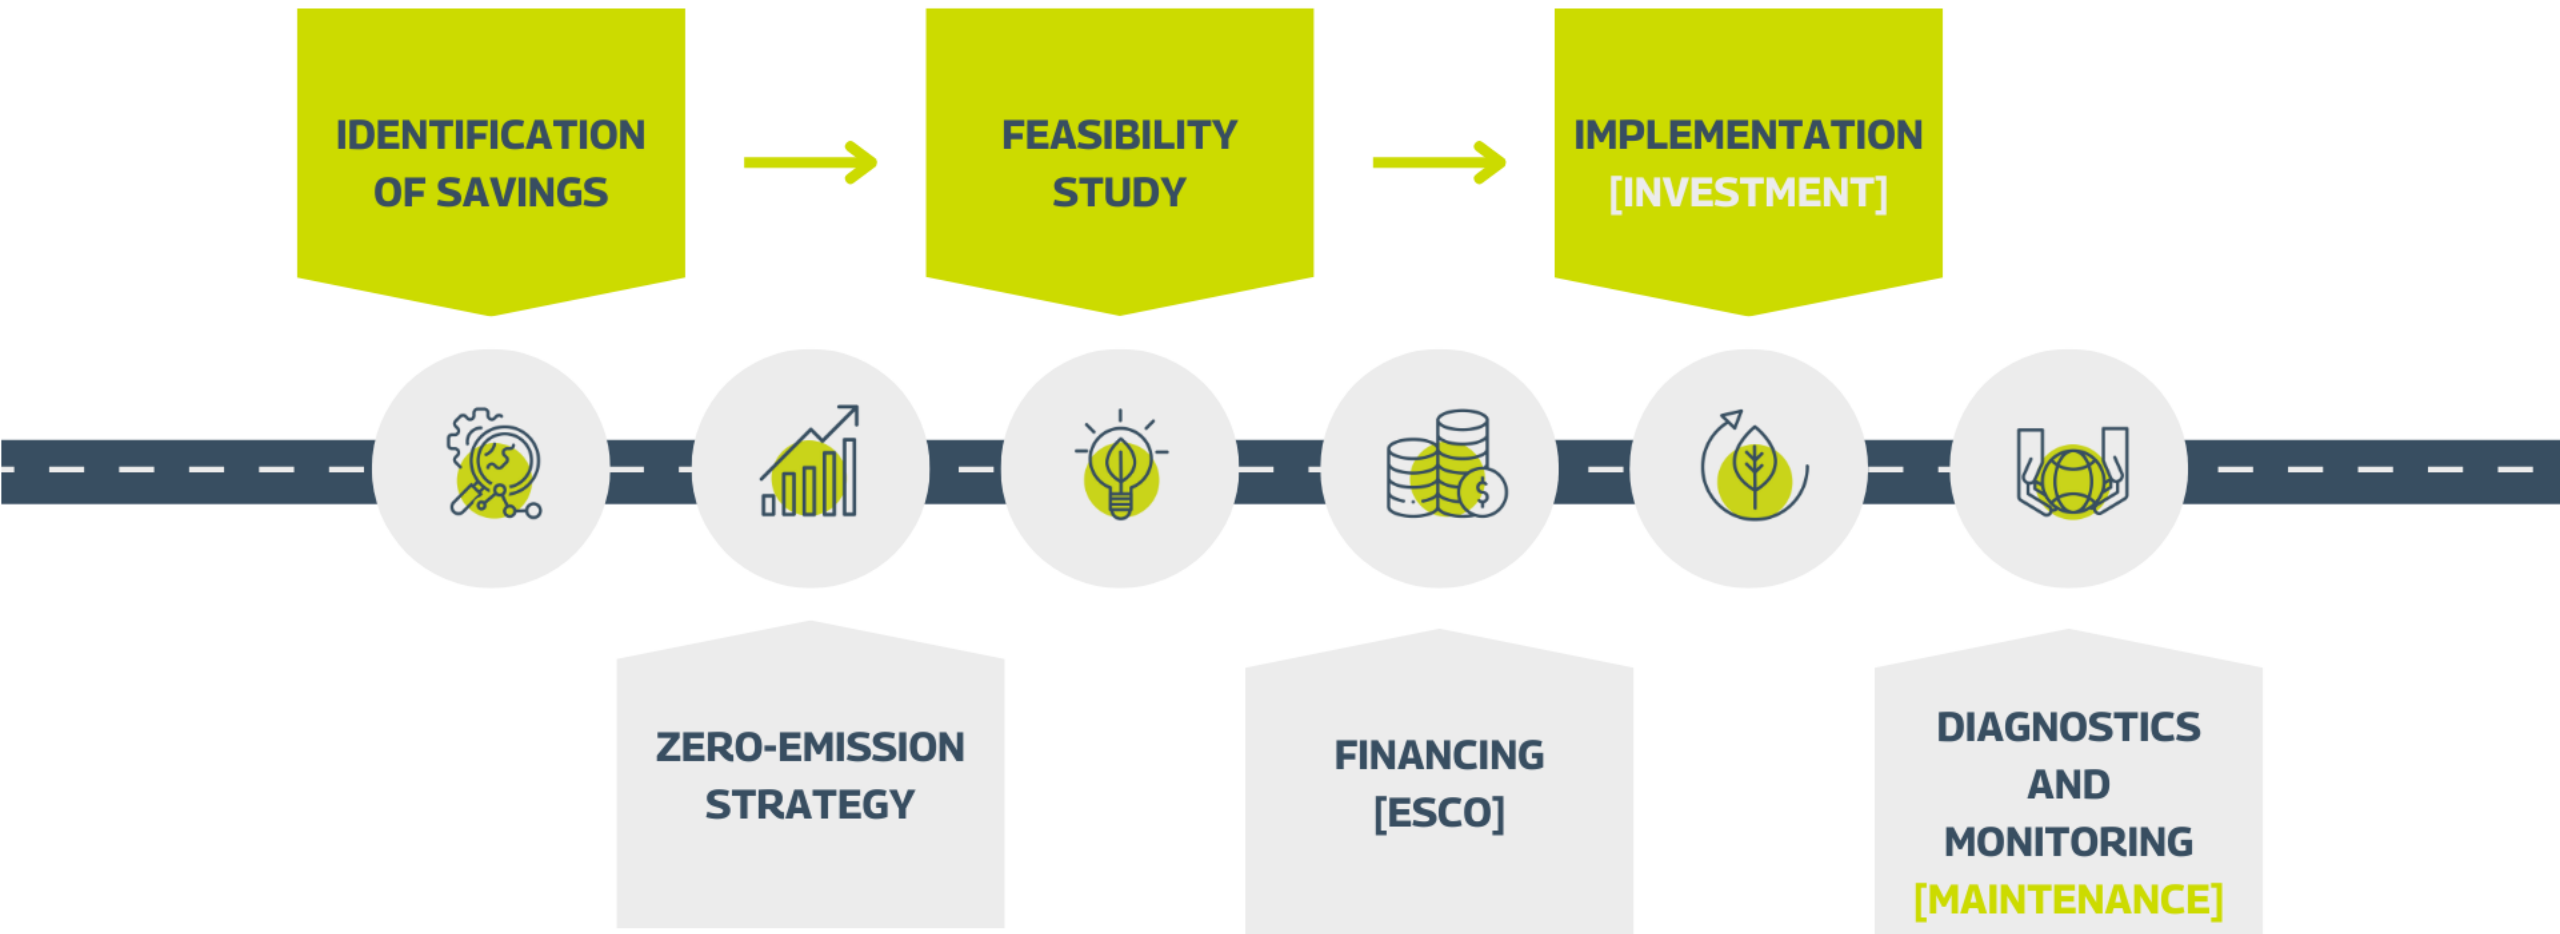 IDENTIFICATION
OF SAVINGS
FEASIBILITY
STUDY
IMPLEMENTATION
[INVESTMENT]
$
ZERO-EMISSION
STRATEGY
FINANCING
[ESCO]
DIAGNOSTICS
AND
MONITORING
[MAINTENANCE]